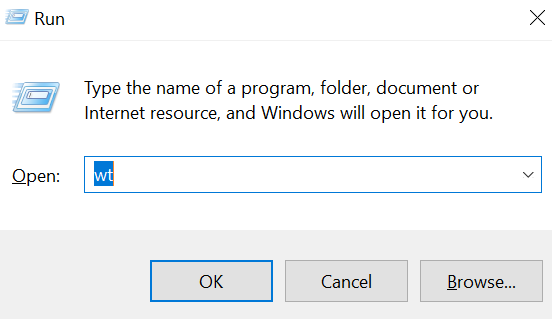 Run
Type the name of a program, folder, document or
Internet resource, and Windows will open it for you.
Open: wt
OK Cancel Browse...